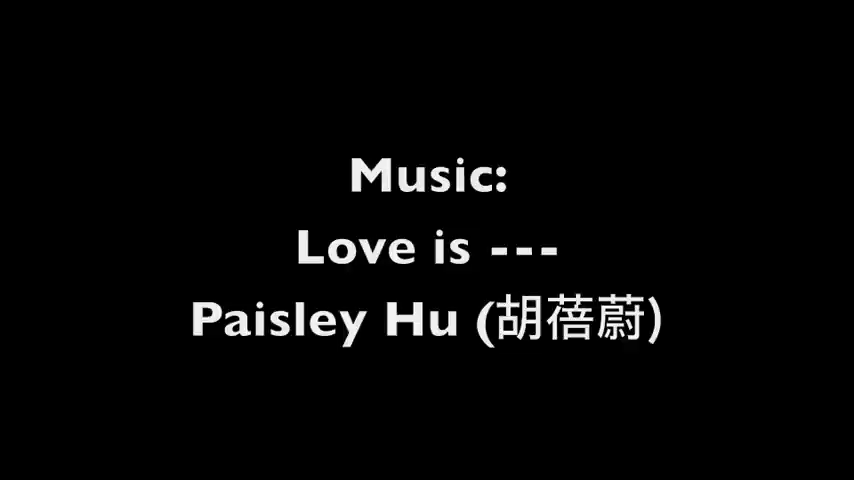 Music:
Love is ---
Paisley Hu (胡蓓蔚)